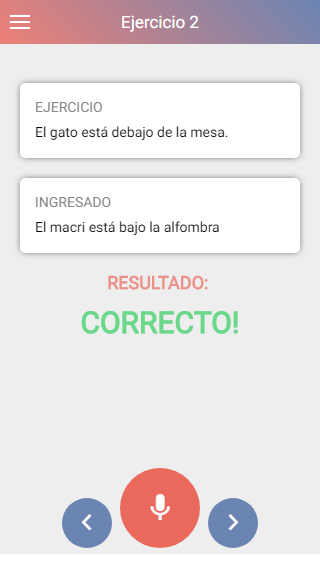 Ejercicio 2
EJERCICIO
El gato está debajo de la mesa.
INGRESADO
El macri está bajo la alfombra
RESULTADO:
CORRECTO!